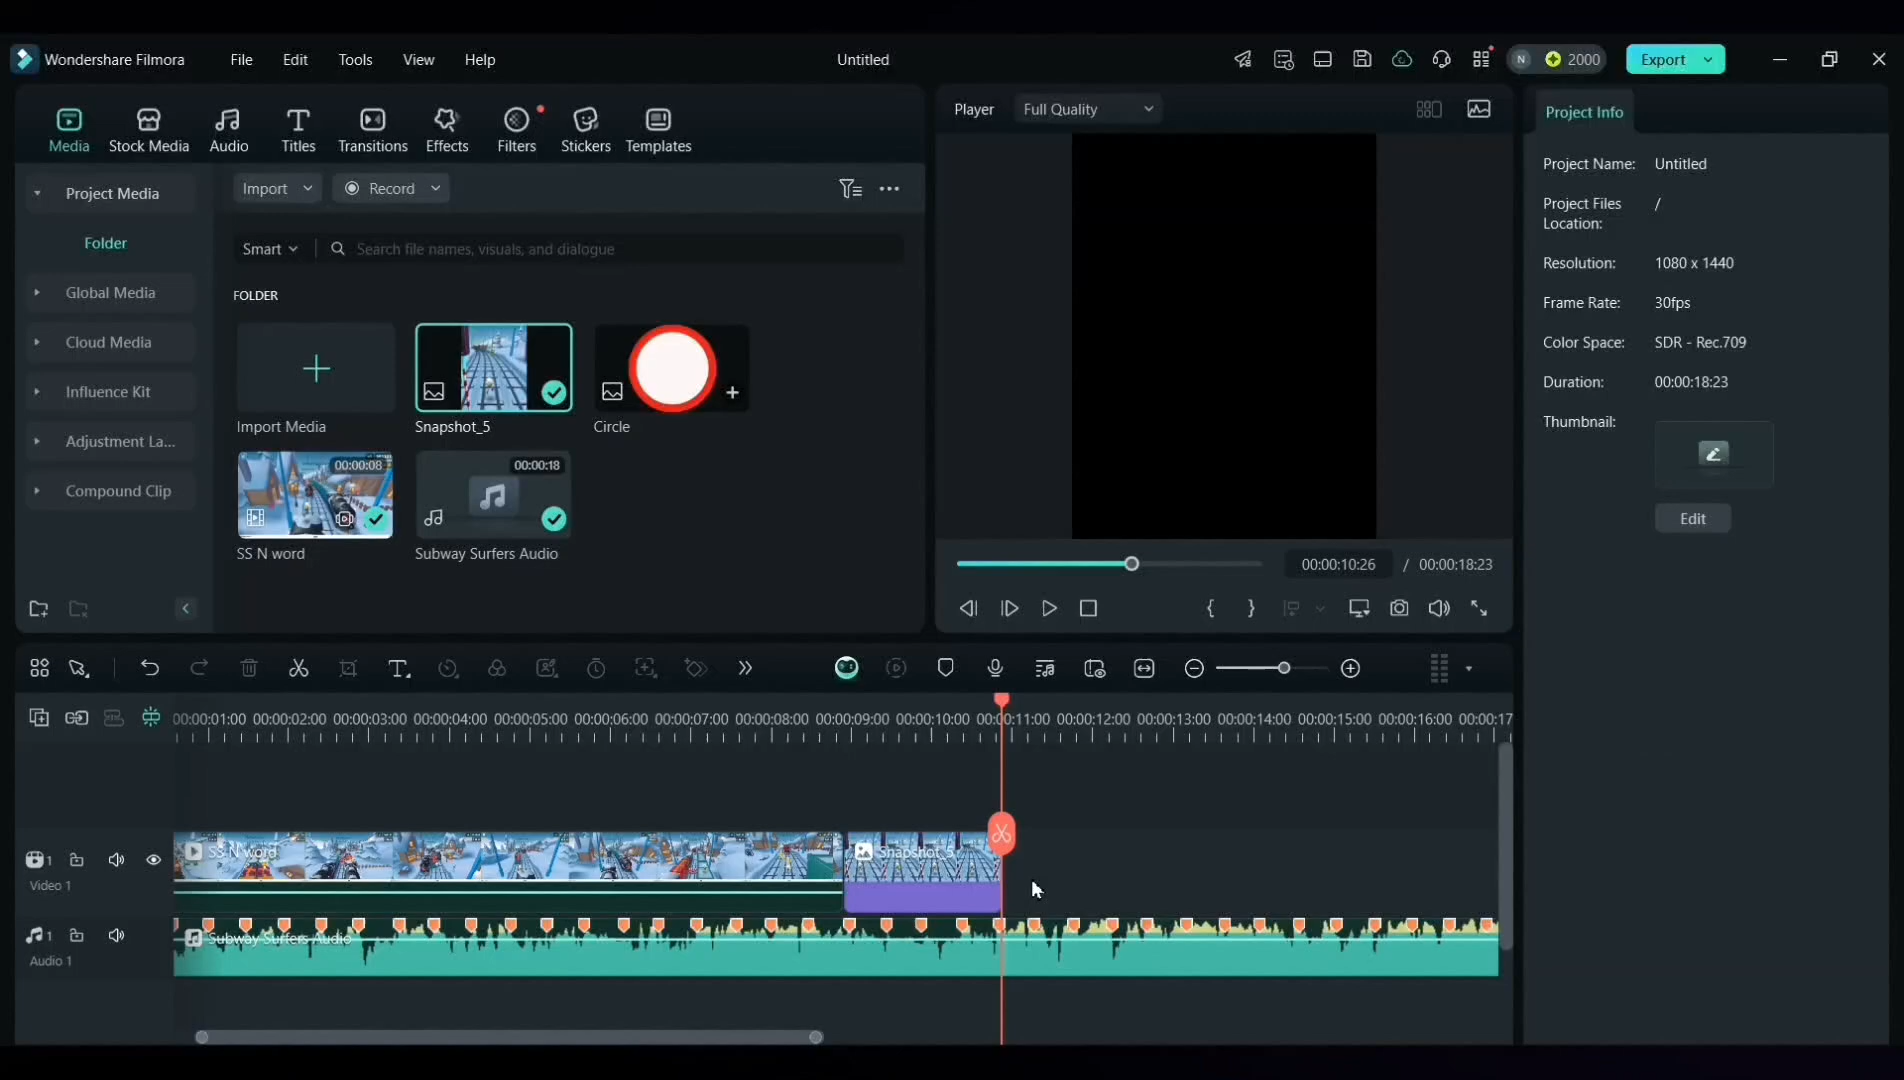 Wondershare Filmora File Edit Tools View Help Untitled N 2000 Export
Media Stock Media Audio Titles Transitions Effects Filters Stickers Templates
Player Full Quality
Project Info
Project Media
Folder
Global Media
Cloud Media
Influence Kit
Adjustment La...
Compound Clip
Import Record
Smart Search file names, visuals, and dialogue
FOLDER
Import Media Snapshot_5 Circle
00:00:08 00:00:18
SS N word Subway Surfers Audio
00:00:10:26 / 00:00:18:23
Project Name: Untitled
Project Files /
Location:
Resolution: 1080 x 1440
Frame Rate: 30fps
Color Space: SDR - Rec.709
Duration: 00:00:18:23
Thumbnail:
Edit
00:00:01:00 00:00:02:00 00:00:03:00 00:00:04:00 00:00:05:00 00:00:06:00 00:00:07:00 00:00:08:00 00:00:09:00 00:00:10:00 00:00:11:00 00:00:12:00 00:00:13:00 00:00:14:00 00:00:15:00 00:00:16:00 00:00:17
1 SS N word Snapshot_5
Video 1
1 Subway Surfers Audio
Audio 1